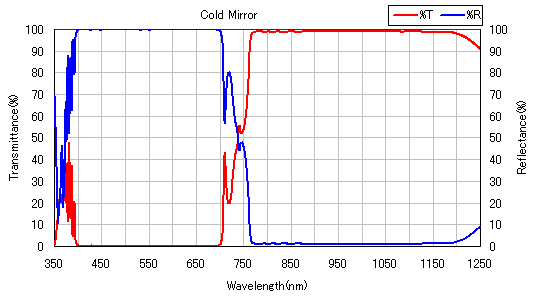 Cold Mirror
%T %R
100 100
90 90
80 80
70 70
60 60
50 50
40 40
30 30
20 20
10 10
0 0
350 450 550 650 750 850 950 1050 1150 1250
Transmittance(%)
Reflectance(%)
Wavelength(nm)